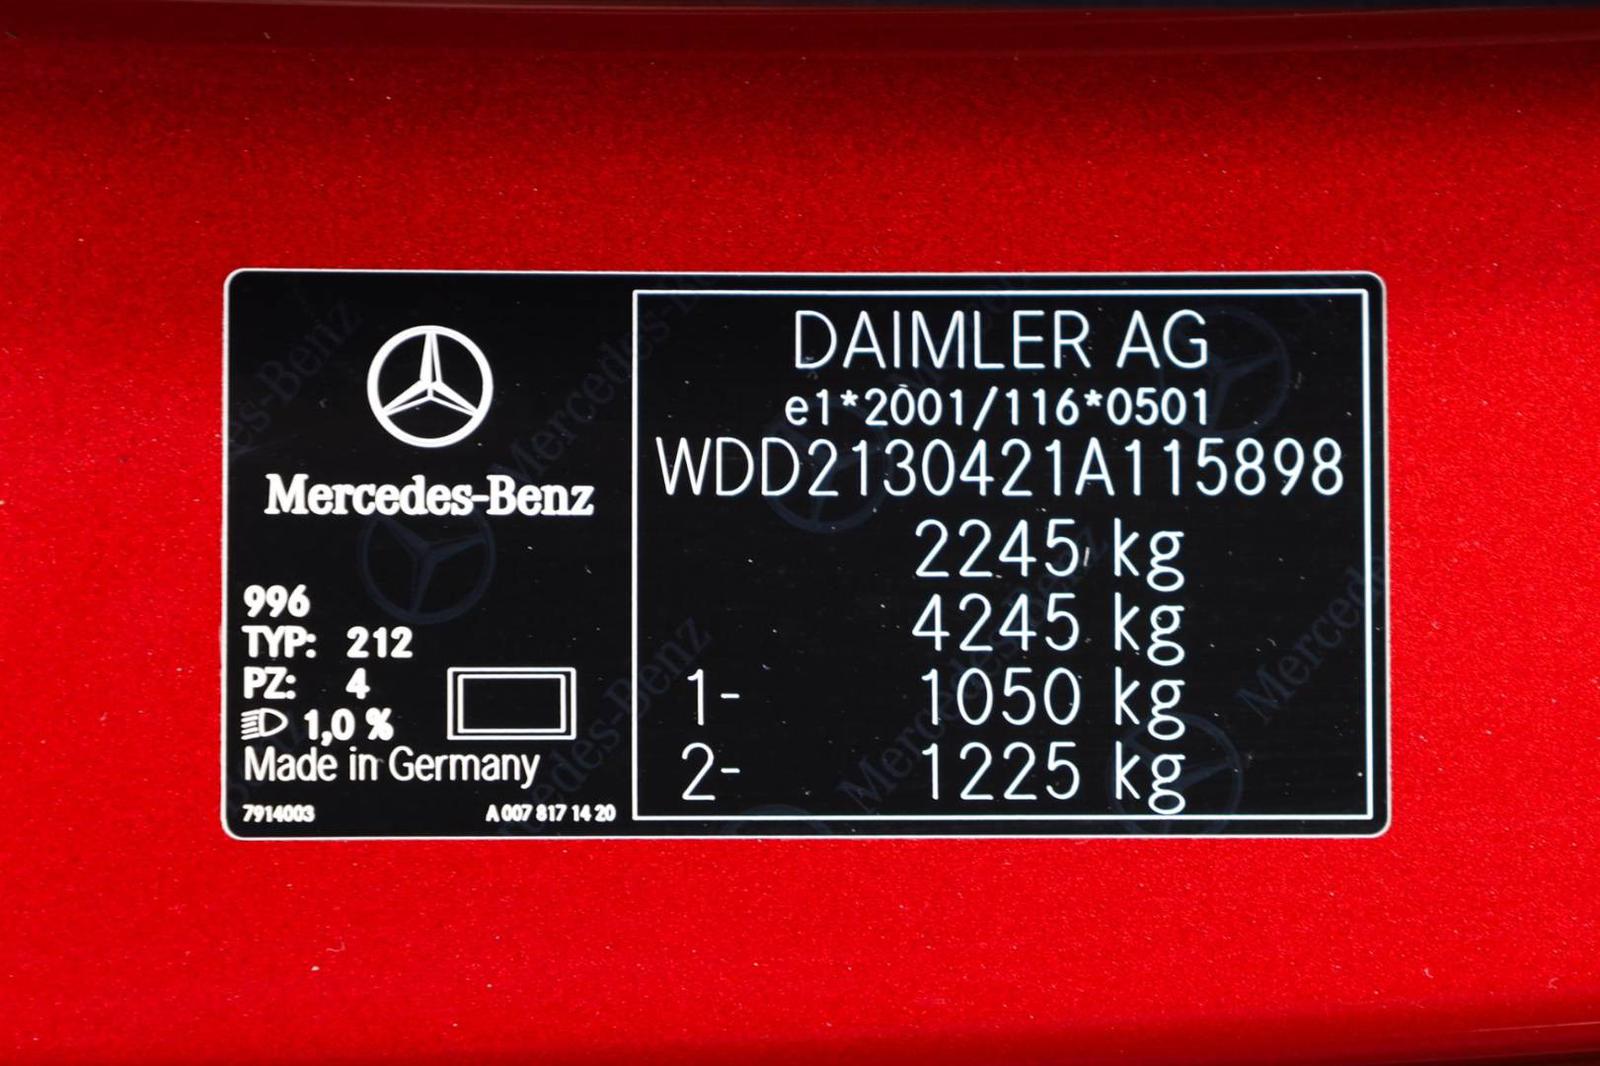 Mercedes-Benz
996
TYP: 212
PZ: 4
1,0 %
Made in Germany
7914003 A 007 817 14 20
DAIMLER AG
e1*2001/116*0501
WDD2130421A115898
2245 kg
4245 kg
1- 1050 kg
2- 1225 kg